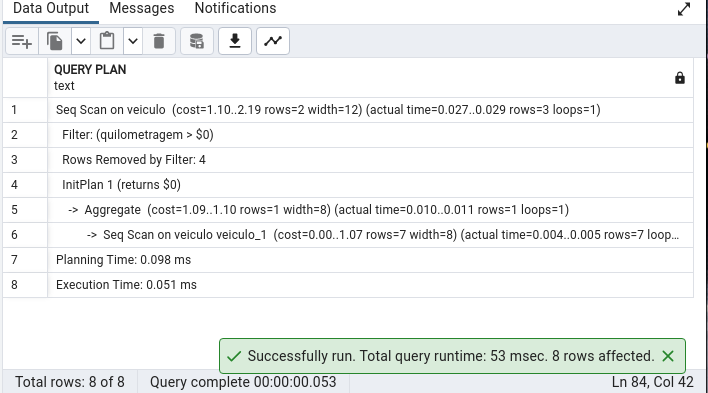 Data Output Messages Notifications
QUERY PLAN
text
1 Seq Scan on veiculo (cost=1.10..2.19 rows=2 width=12) (actual time=0.027..0.029 rows=3 loops=1)
2 Filter: (quilometragem > $0)
3 Rows Removed by Filter: 4
4 InitPlan 1 (returns $0)
5 -> Aggregate (cost=1.09..1.10 rows=1 width=8) (actual time=0.010..0.011 rows=1 loops=1)
6 -> Seq Scan on veiculo veiculo_1 (cost=0.00..1.07 rows=7 width=8) (actual time=0.004..0.005 rows=7 loop...
7 Planning Time: 0.098 ms
8 Execution Time: 0.051 ms
Successfully run. Total query runtime: 53 msec. 8 rows affected.
Total rows: 8 of 8 Query complete 00:00:00.053 Ln 84, Col 42